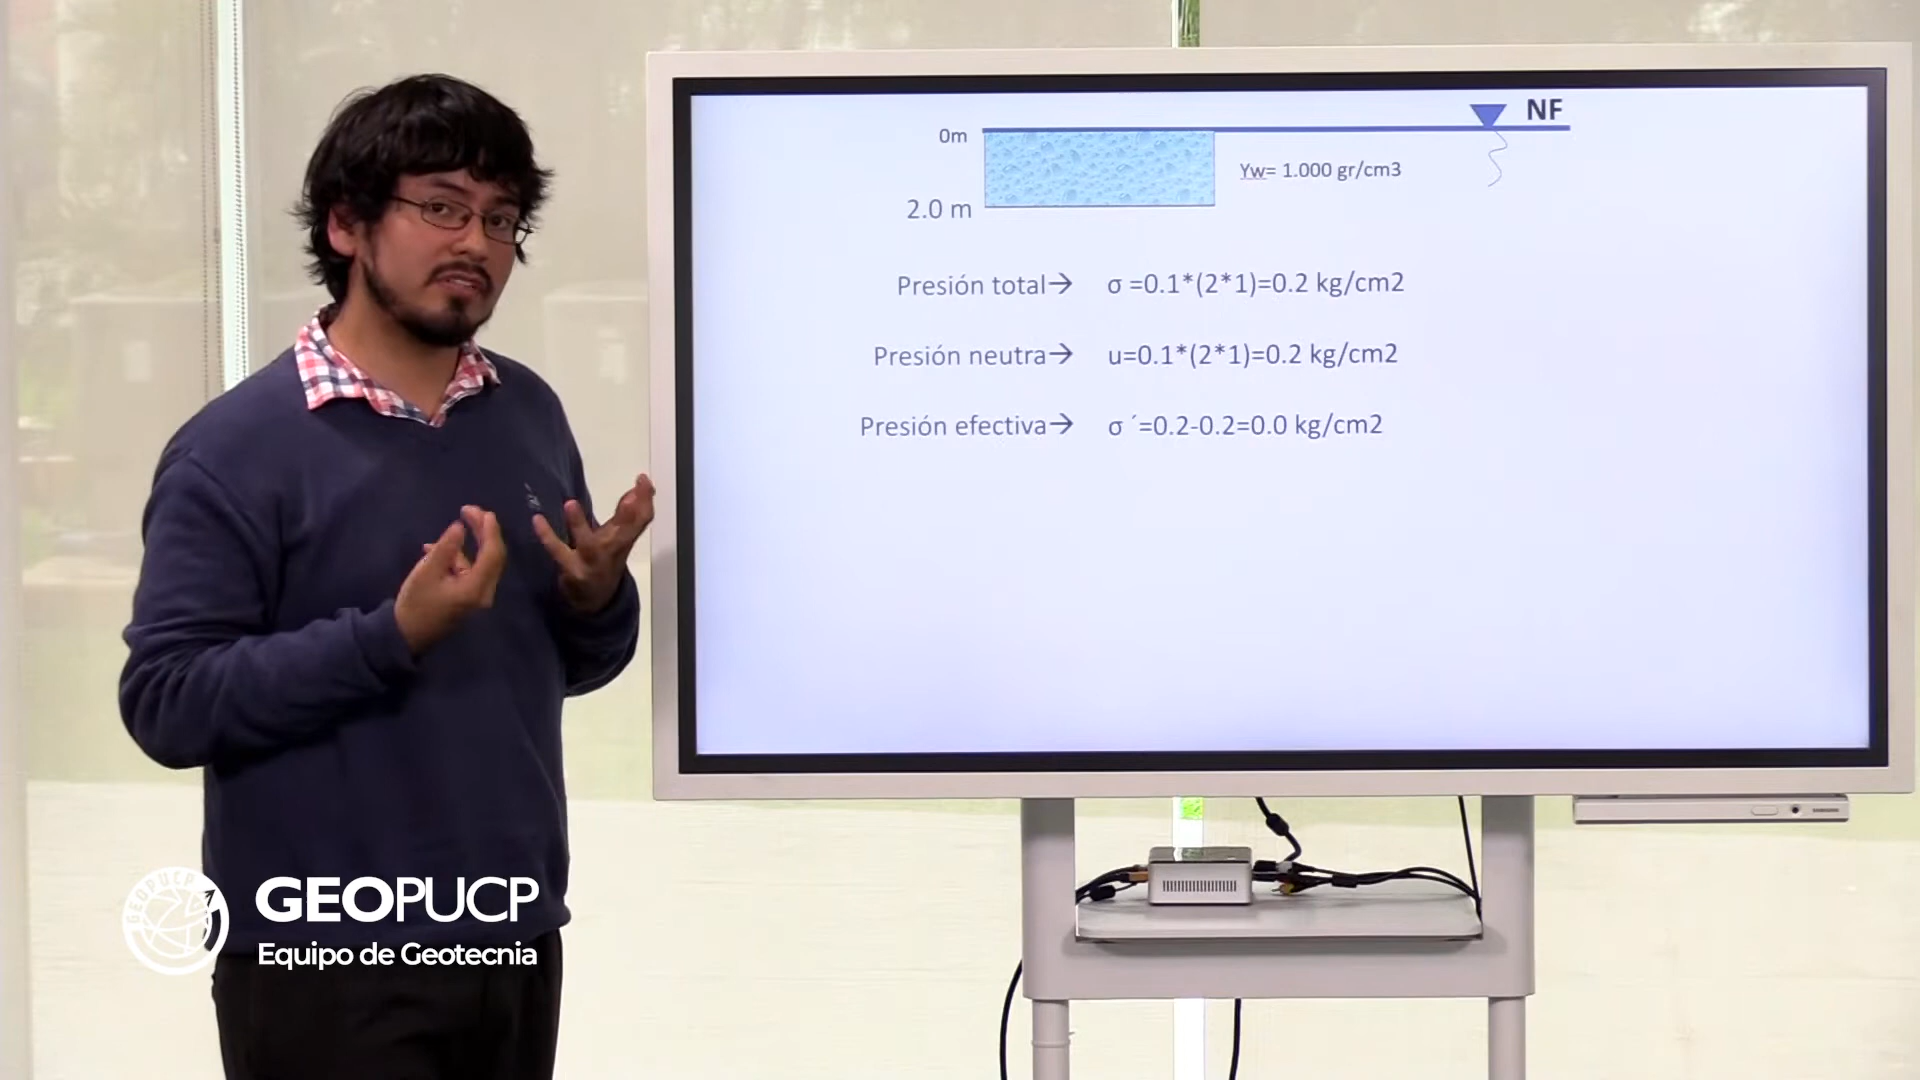 NF
0m
Yw= 1.000 gr/cm3
2.0 m
Presión total→ σ =0.1*(2*1)=0.2 kg/cm2
Presión neutra→ u=0.1*(2*1)=0.2 kg/cm2
Presión efectiva→ σ ´=0.2-0.2=0.0 kg/cm2
GEOPUCP
GEOPUCP
Equipo de Geotecnia